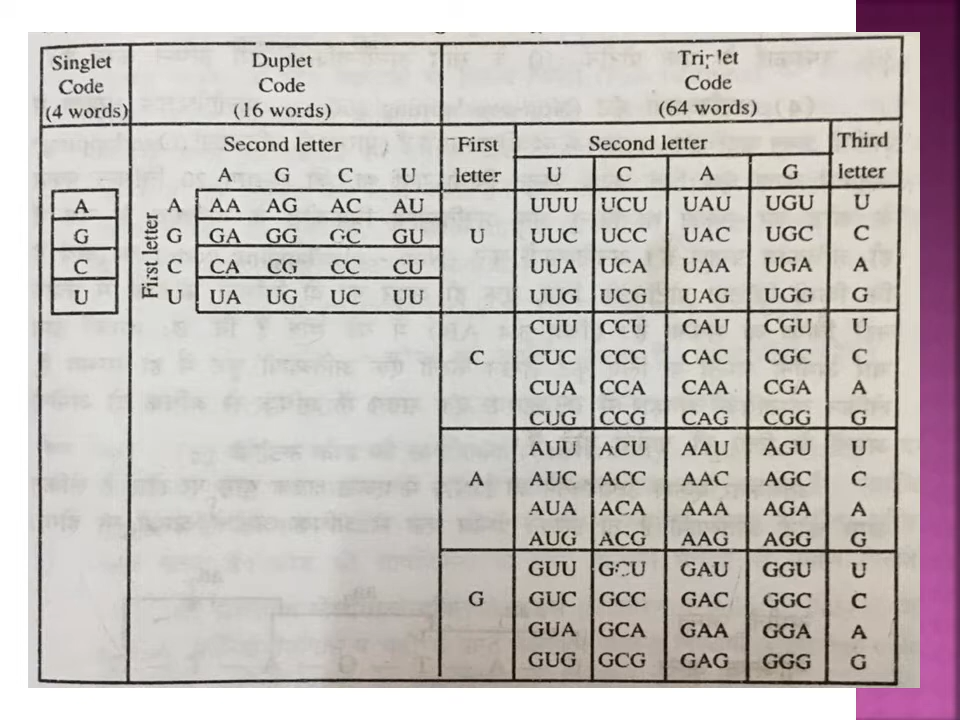 Singlet Duplet Triplet
Code Code Code
(4 words) (16 words) (64 words)
Second letter First Second letter Third
A G C U letter U C A G letter
First letter
A A AA AG AC AU UUU UCU UAU UGU U
G G GA GG GC GU U UUC UCC UAC UGC C
C C CA CG CC CU UUA UCA UAA UGA A
U U UA UG UC UU UUG UCG UAG UGG G
CUU CCU CAU CGU U
C CUC CCC CAC CGC C
CUA CCA CAA CGA A
CUG CCG CAG CGG G
AUU ACU AAU AGU U
A AUC ACC AAC AGC C
AUA ACA AAA AGA A
AUG ACG AAG AGG G
GUU GCU GAU GGU U
G GUC GCC GAC GGC C
GUA GCA GAA GGA A
GUG GCG GAG GGG G